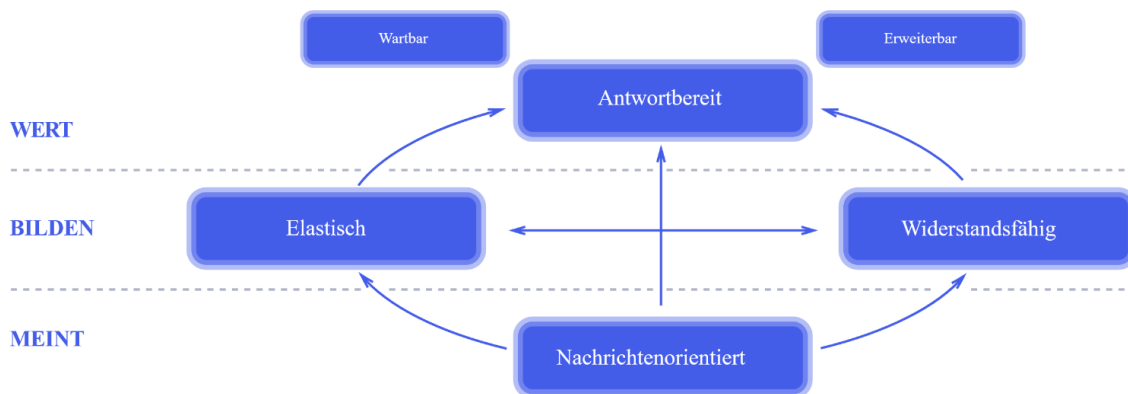 Wartbar
Erweiterbar
Antwortbereit
WERT
BILDEN
Elastisch
Widerstandsfähig
MEINT
Nachrichtenorientiert